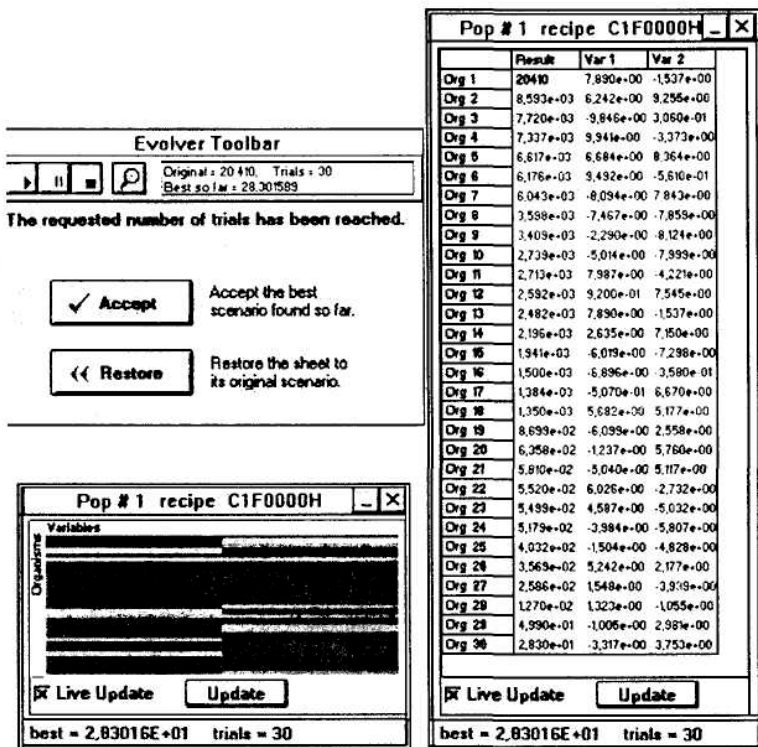 Evolver Toolbar
Original = 20 410, Trials = 30
Best so far = 28.301589
The requested number of trials has been reached.
✓ Accept
Accept the best
scenario found so far.
‹‹ Restore
Restore the sheet to
its original scenario.
Pop # 1 recipe C1F0000H
Variables
Organisms
Live Update
Update
best = 2,83016E+01 trials = 30
Pop # 1 recipe C1F0000H
Result Var 1 Var 2
Org 1 20410 7,890e+00 -1,537e+00
Org 2 8,593e+03 6,242e+00 9,255e+00
Org 3 7,720e+03 -9,846e+00 3,060e-01
Org 4 7,337e+03 9,941e+00 -3,373e+00
Org 5 6,617e+03 6,684e+00 8,364e+00
Org 6 6,176e+03 9,492e+00 -5,610e-01
Org 7 6,043e+03 -8,094e+00 7,843e+00
Org 8 3,598e+03 -7,467e+00 -7,859e+00
Org 9 3,409e+03 -2,290e+00 -8,124e+00
Org 10 2,739e+03 -5,014e+00 -7,999e+00
Org 11 2,713e+03 7,987e+00 -4,221e+00
Org 12 2,592e+03 9,200e-01 7,545e+00
Org 13 2,482e+03 7,890e+00 -1,537e+00
Org 14 2,196e+03 2,635e+00 7,150e+00
Org 15 1,941e+03 -6,019e+00 -7,298e+00
Org 16 1,500e+03 -6,896e+00 -3,580e-01
Org 17 1,384e+03 -5,070e-01 6,670e+00
Org 18 1,350e+03 5,682e+00 5,177e+00
Org 19 8,699e+02 -6,099e+00 2,558e+00
Org 20 6,358e+02 -1,237e+00 5,760e+00
Org 21 5,810e+02 -5,040e+00 5,117e+00
Org 22 5,520e+02 6,026e+00 -2,732e+00
Org 23 5,499e+02 4,587e+00 -5,032e+00
Org 24 5,179e+02 -3,984e+00 -5,807e+00
Org 25 4,032e+02 -1,504e+00 -4,828e+00
Org 26 3,569e+02 5,242e+00 2,177e+00
Org 27 2,586e+02 1,548e+00 -3,939e+00
Org 28 1,270e+02 1,323e+00 -1,055e+00
Org 29 4,990e+01 -1,006e+00 2,981e+00
Org 30 2,830e+01 -3,317e+00 3,753e+00
Live Update
Update
best = 2,83016E+01 trials = 30